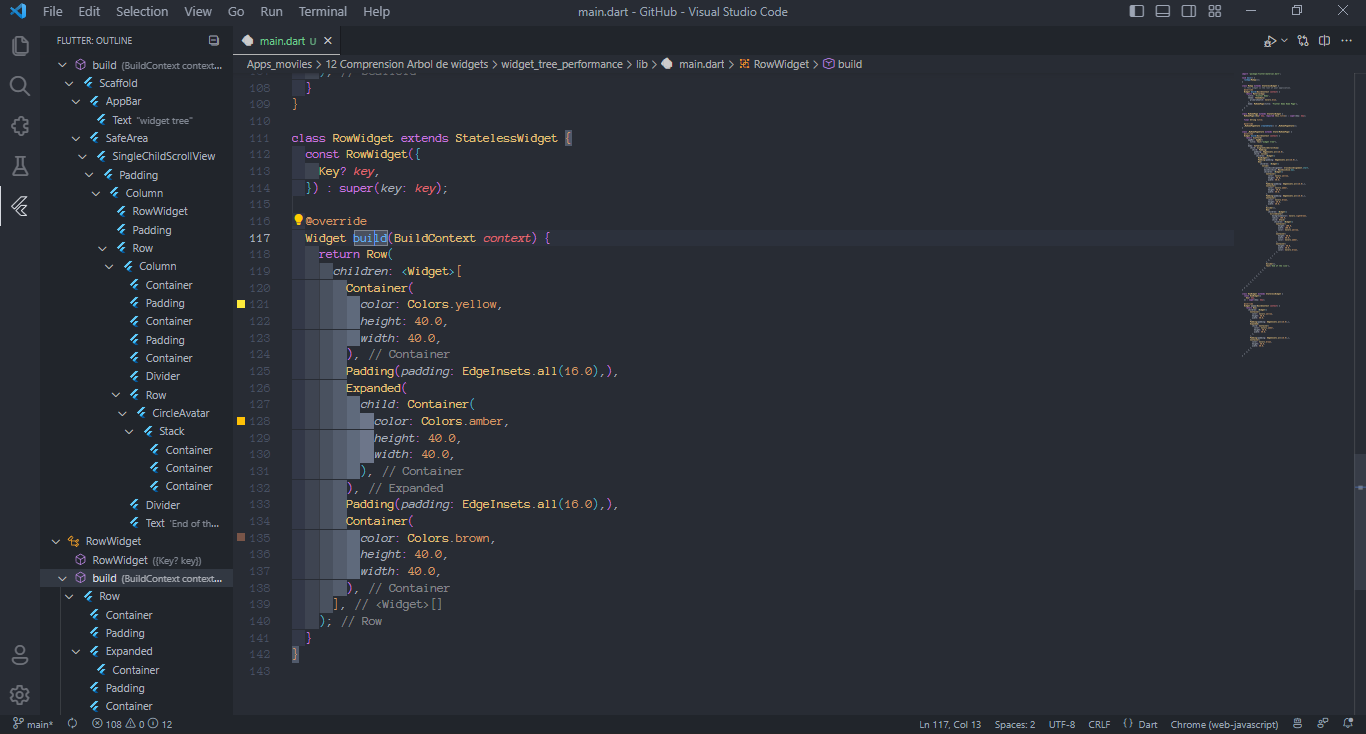 File Edit Selection View Go Run Terminal Help
main.dart - GitHub - Visual Studio Code
FLUTTER: OUTLINE
build (BuildContext context...
Scaffold
AppBar
Text "widget tree"
SafeArea
SingleChildScrollView
Padding
Column
RowWidget
Padding
Row
Column
Container
Padding
Container
Padding
Container
Divider
Row
CircleAvatar
Stack
Container
Container
Container
Divider
Text 'End of th...
RowWidget
RowWidget ({Key? key})
build (BuildContext context...
Row
Container
Padding
Expanded
Container
Padding
Container
main.dart U
Apps_moviles > 12 Comprension Arbol de widgets > widget_tree_performance > lib > main.dart > RowWidget > build
108 }
109 }
110
111 class RowWidget extends StatelessWidget {
112 const RowWidget({
113 Key? key,
114 }) : super(key: key);
115
116 @override
117 Widget build(BuildContext context) {
118 return Row(
119 children: <Widget>[
120 Container(
121 color: Colors.yellow,
122 height: 40.0,
123 width: 40.0,
124 ), // Container
125 Padding(padding: EdgeInsets.all(16.0),),
126 Expanded(
127 child: Container(
128 color: Colors.amber,
129 height: 40.0,
130 width: 40.0,
131 ), // Container
132 ), // Expanded
133 Padding(padding: EdgeInsets.all(16.0),),
134 Container(
135 color: Colors.brown,
136 height: 40.0,
137 width: 40.0,
138 ), // Container
139 ], // <Widget>[]
140 ); // Row
141 }
142 }
143
main* 108 0 12
Ln 117, Col 13 Spaces: 2 UTF-8 CRLF {} Dart Chrome (web-javascript)